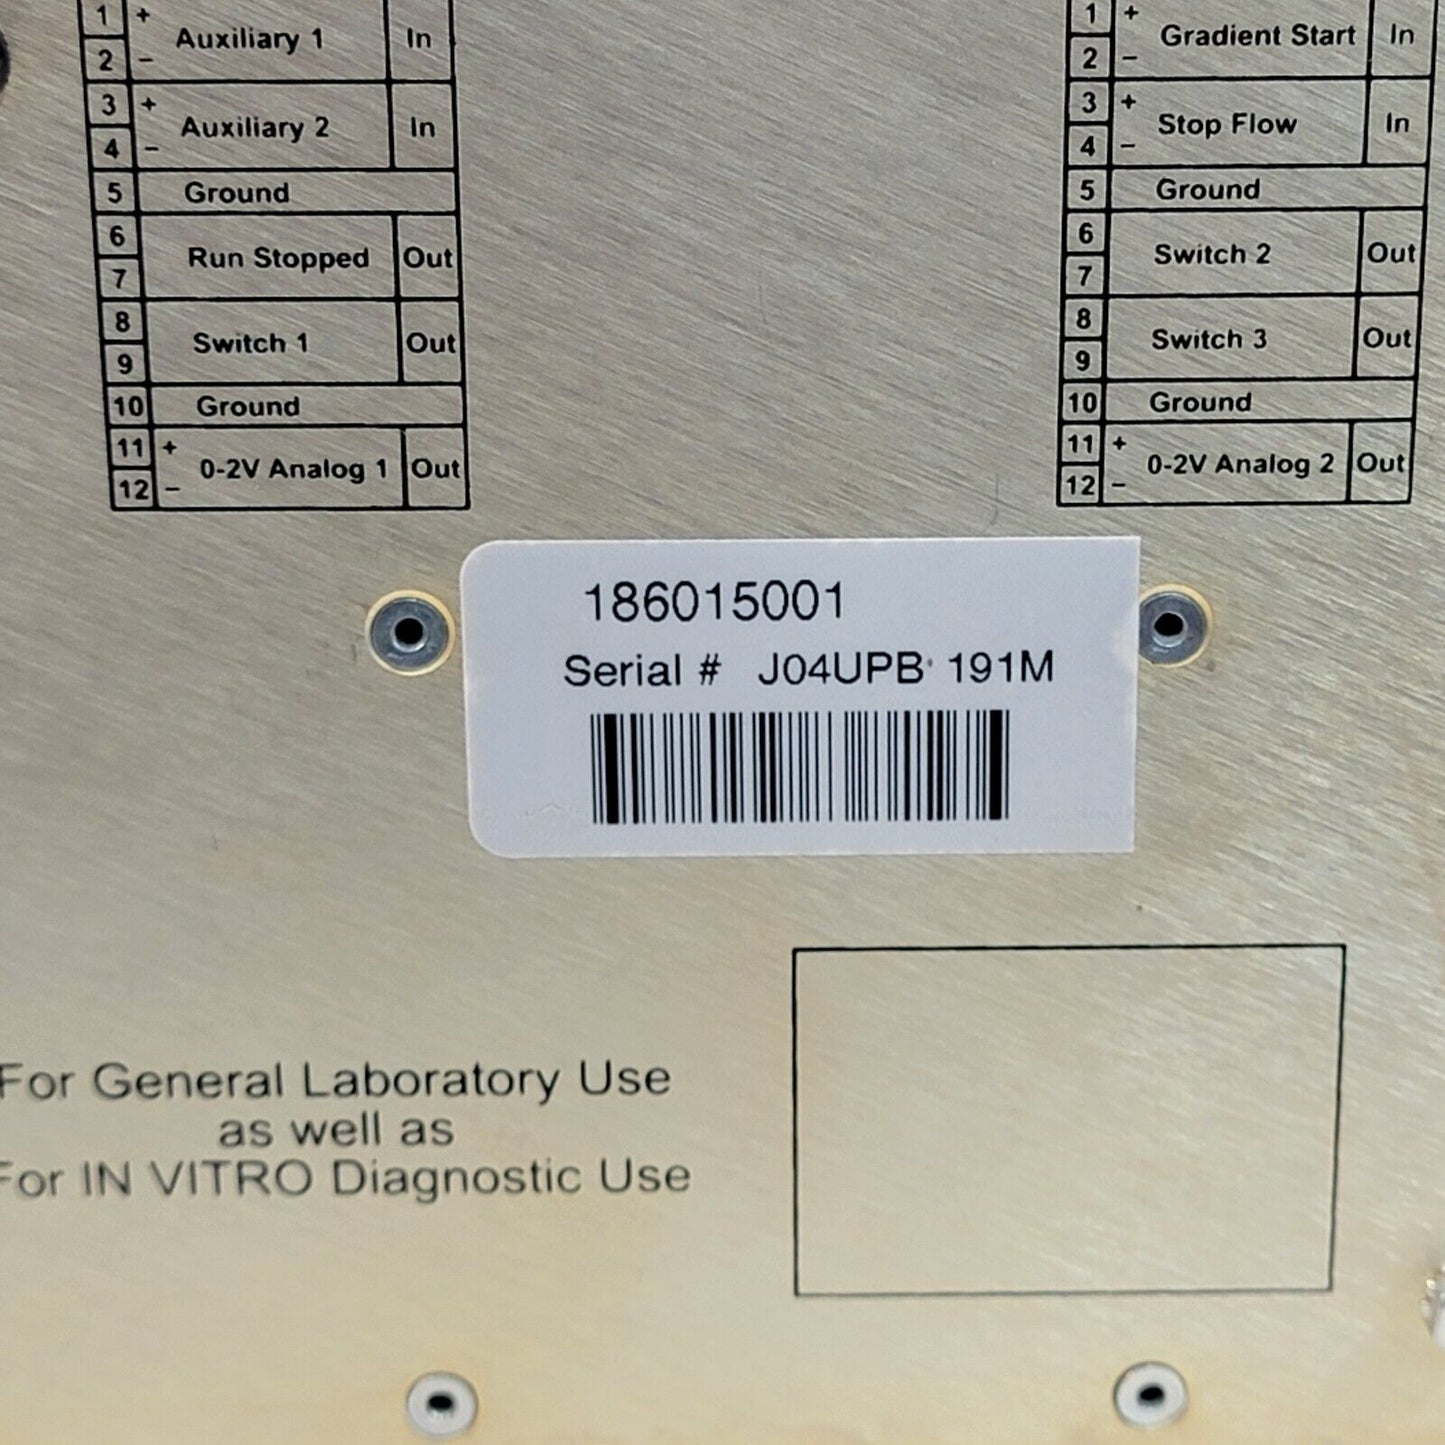 1 + Auxiliary 1 In
2 −
3 + Auxiliary 2 In
4 −
5 Ground
6 Run Stopped Out
7
8 Switch 1 Out
9
10 Ground
11 + 0-2V Analog 1 Out
12 −
1 + Gradient Start In
2 −
3 + Stop Flow In
4 −
5 Ground
6 Switch 2 Out
7
8 Switch 3 Out
9
10 Ground
11 + 0-2V Analog 2 Out
12 −
186015001
Serial # J04UPB 191M
For General Laboratory Use
as well as
For IN VITRO Diagnostic Use